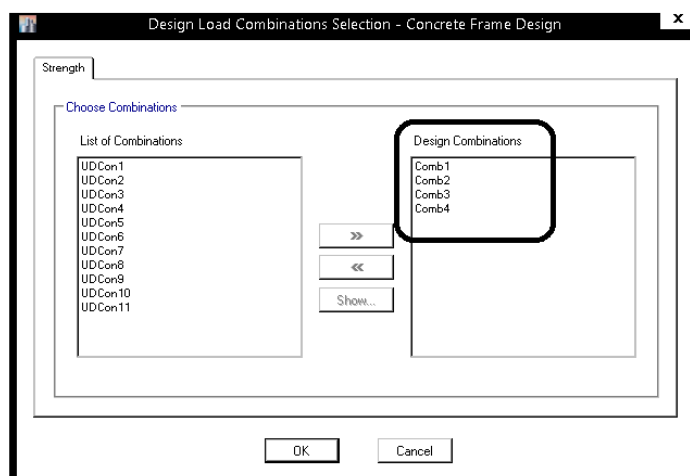 Design Load Combinations Selection - Concrete Frame Design
x
Strength
Choose Combinations
List of Combinations
UDCon1
UDCon2
UDCon3
UDCon4
UDCon5
UDCon6
UDCon7
UDCon8
UDCon9
UDCon10
UDCon11
>>
<<
Show...
Design Combinations
Comb1
Comb2
Comb3
Comb4
OK
Cancel